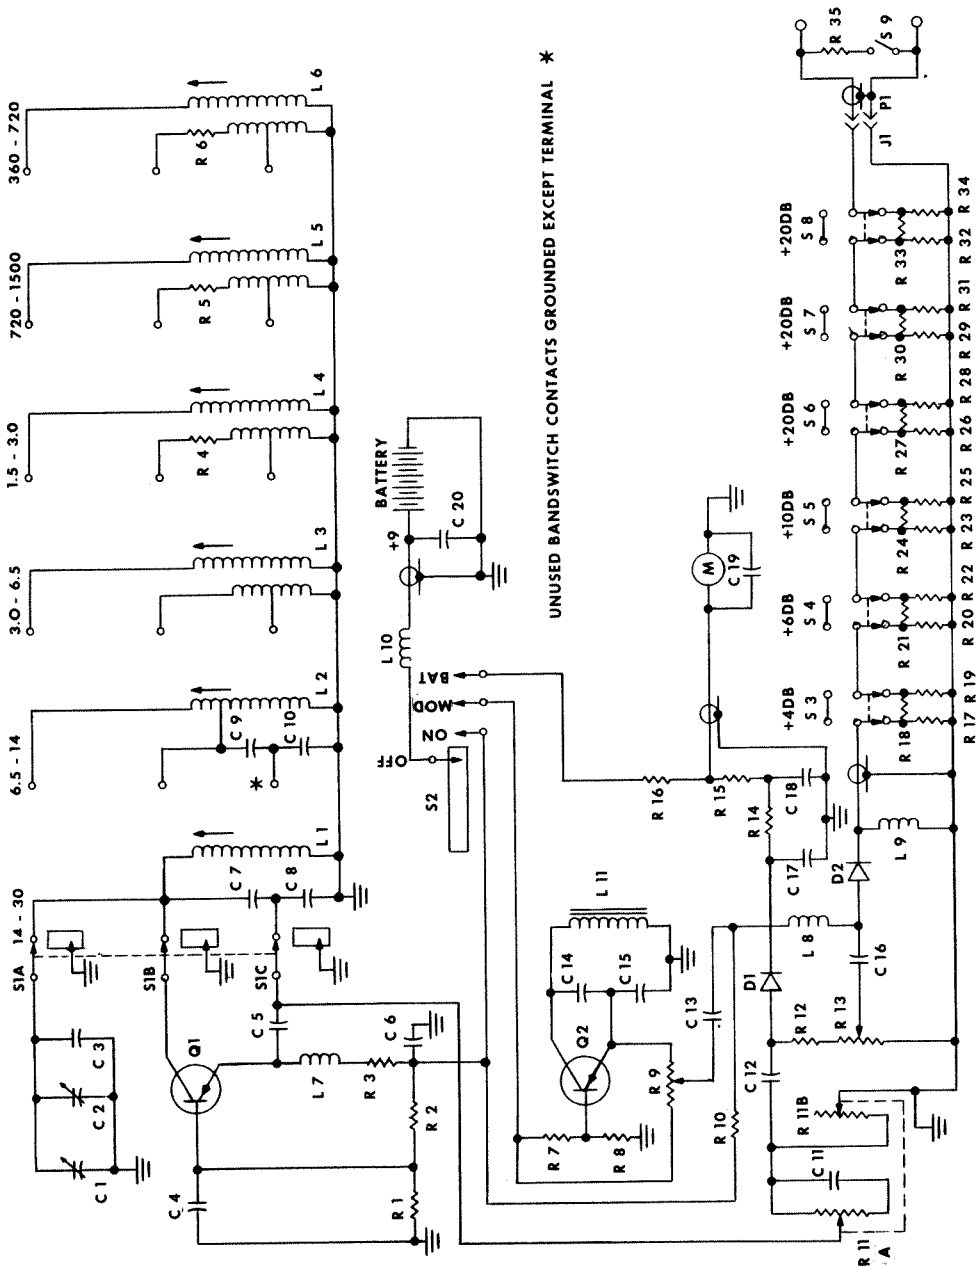 360 - 720
720 - 1500
1.5 - 3.0
3.0 - 6.5
6.5 - 14
14 - 30
L 6
R 6
L 5
R 5
L 4
R 4
L 3
L 2
C 9
C 10
*
L 1
C 7
C 8
S1A
S1B
S1C
C 3
C 2
C 1
Q1
C 5
C 6
L 7
R 3
R 2
C 4
R 1
BATTERY
+9
C 20
L 10
BAT
MOD
ON
OFF
S2
UNUSED BANDSWITCH CONTACTS GROUNDED EXCEPT TERMINAL *
M
C 19
R 16
R 15
R 14
C 18
C 17
L 11
C 14
C 15
Q2
C 13
R 9
R 7
R 8
R 10
D1
D2
L 8
L 9
C 16
R 12
R 13
C 12
R 11B
C 11
R 11
A
R 35
S 9
P1
J1
+20DB
S 8
+20DB
S 7
+20DB
S 6
+10DB
S 5
+6DB
S 4
+4DB
S 3
R 34
R 33
R 32
R 31
R 30
R 29
R 28
R 27
R 26
R 25
R 24
R 23
R 22
R 21
R 20
R 19
R 18
R 17